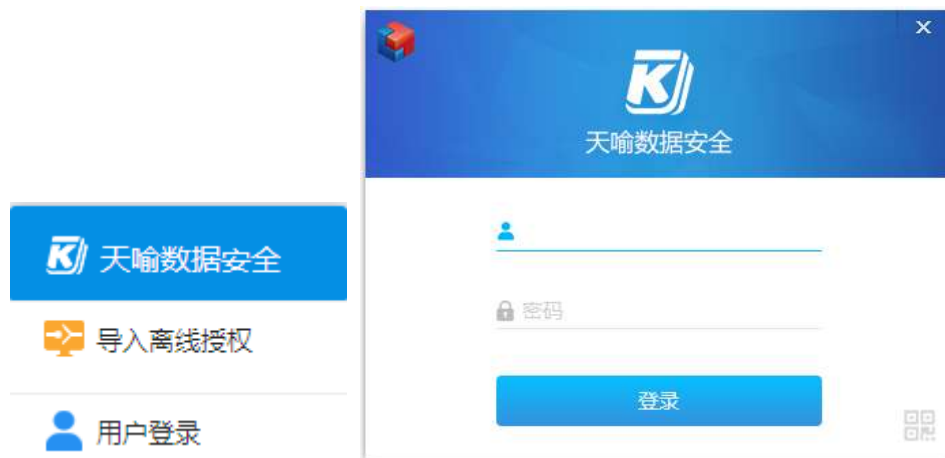 天喻数据安全
导入离线授权
用户登录
天喻数据安全
密码
登录